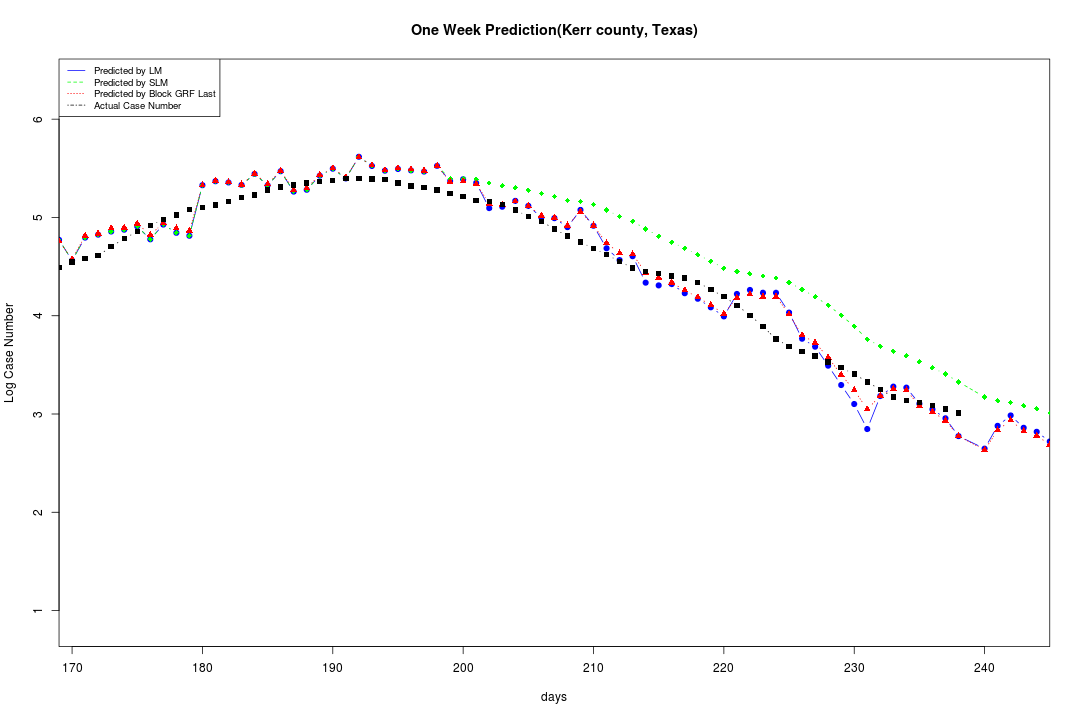 One Week Prediction(Kerr county, Texas)
Predicted by LM
Predicted by SLM
Predicted by Block GRF Last
Actual Case Number
Log Case Number
6
5
4
3
2
1
170 180 190 200 210 220 230 240
days